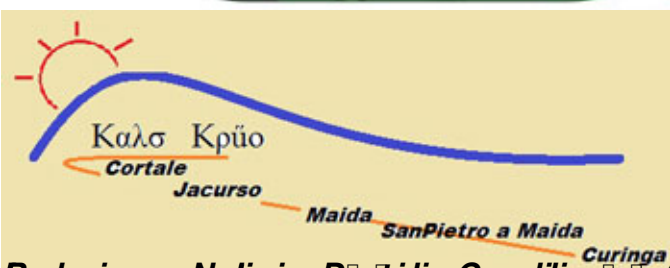 Καλσ Κρΰο
Cortale
Jacurso
Maida
SanPietro a Maida
Curinga